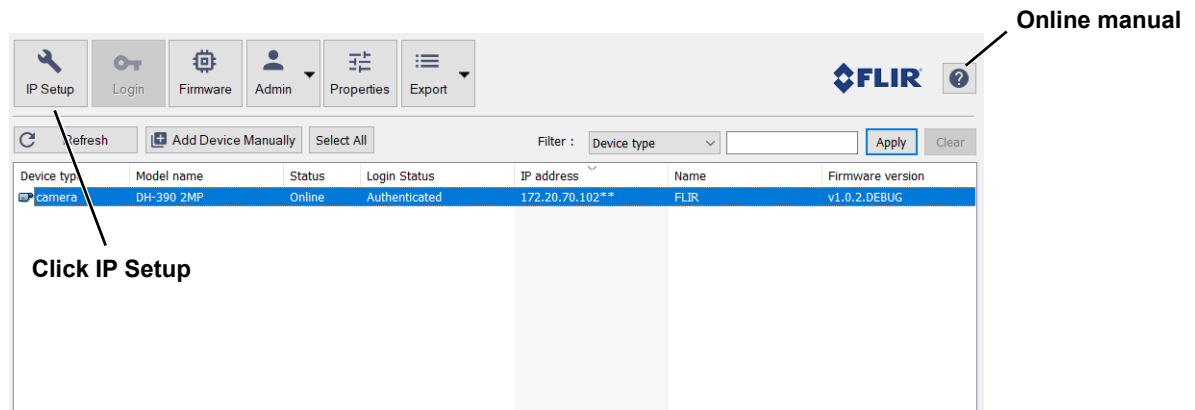 Online manual
IP Setup Login Firmware Admin Properties Export FLIR ?
Refresh Add Device Manually Select All Filter : Device type Apply Clear
Device type Model name Status Login Status IP address Name Firmware version
camera DH-390 2MP Online Authenticated 172.20.70.102** FLIR v1.0.2.DEBUG
Click IP Setup